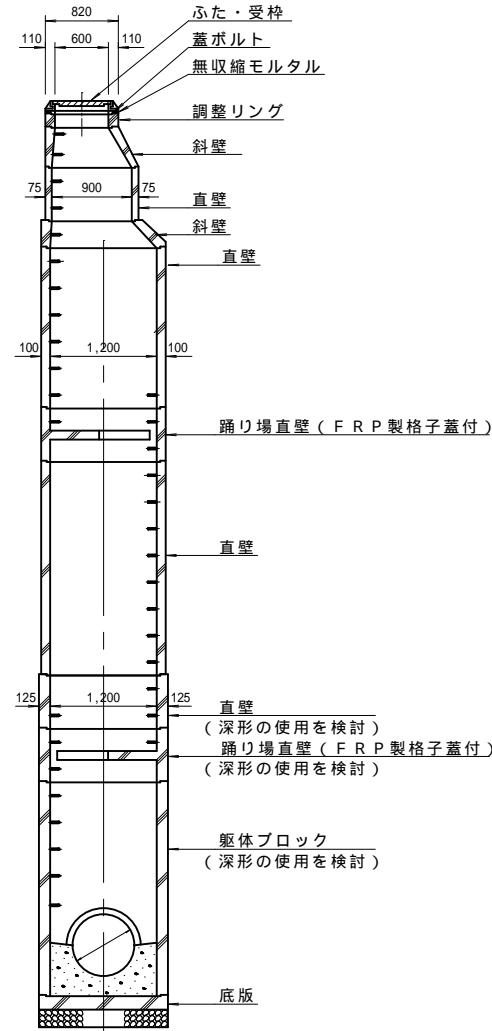 820
ふた・受枠
110
600
110
蓋ボルト
無収縮モルタル
調整リング
斜壁
75
900
75
直壁
斜壁
直壁
100
1,200
100
踊り場直壁(FRP製格子蓋付)
直壁
125
1,200
125
直壁
(深形の使用を検討)
踊り場直壁(FRP製格子蓋付)
(深形の使用を検討)
躯体ブロック
(深形の使用を検討)
底版